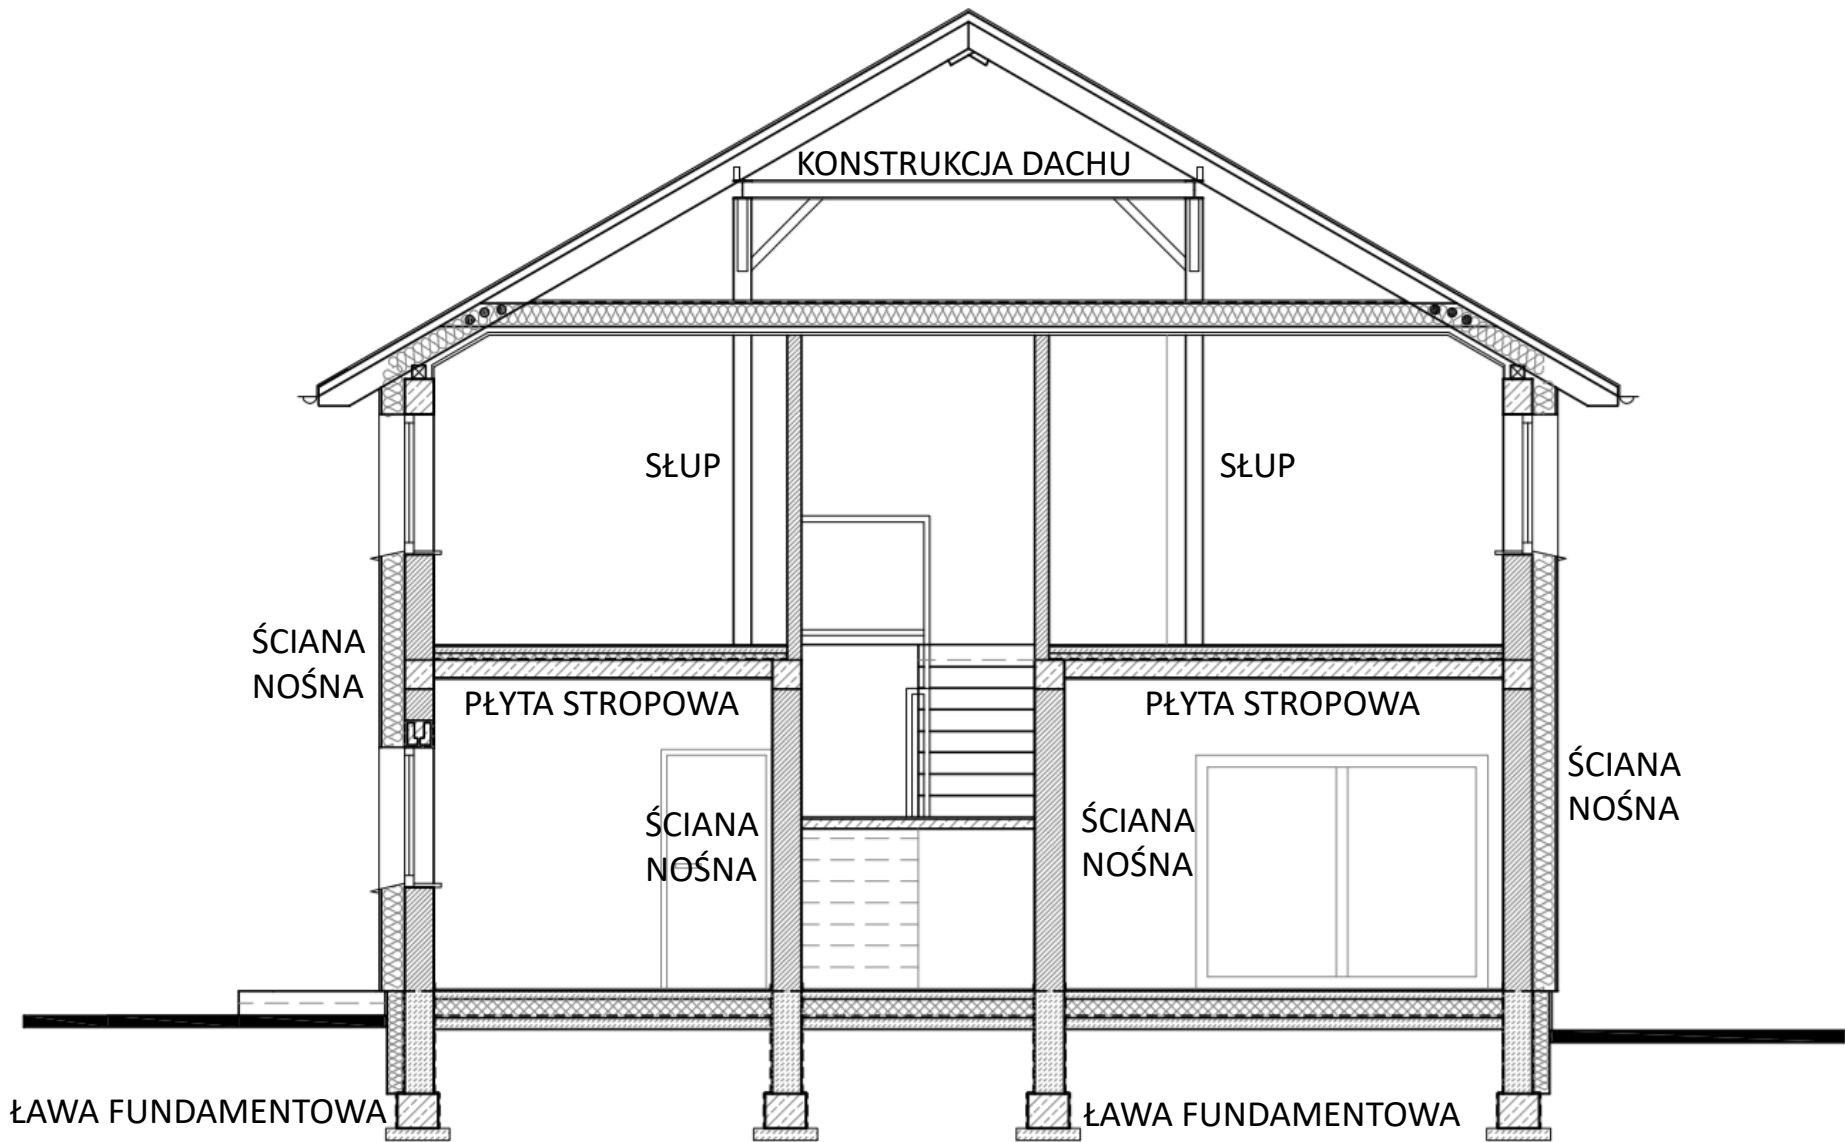 KONSTRUKCJA DACHU
SŁUP
SŁUP
ŚCIANA
NOŚNA
PŁYTA STROPOWA
PŁYTA STROPOWA
ŚCIANA
NOŚNA
ŚCIANA
NOŚNA
ŚCIANA
NOŚNA
ŁAWA FUNDAMENTOWA
ŁAWA FUNDAMENTOWA